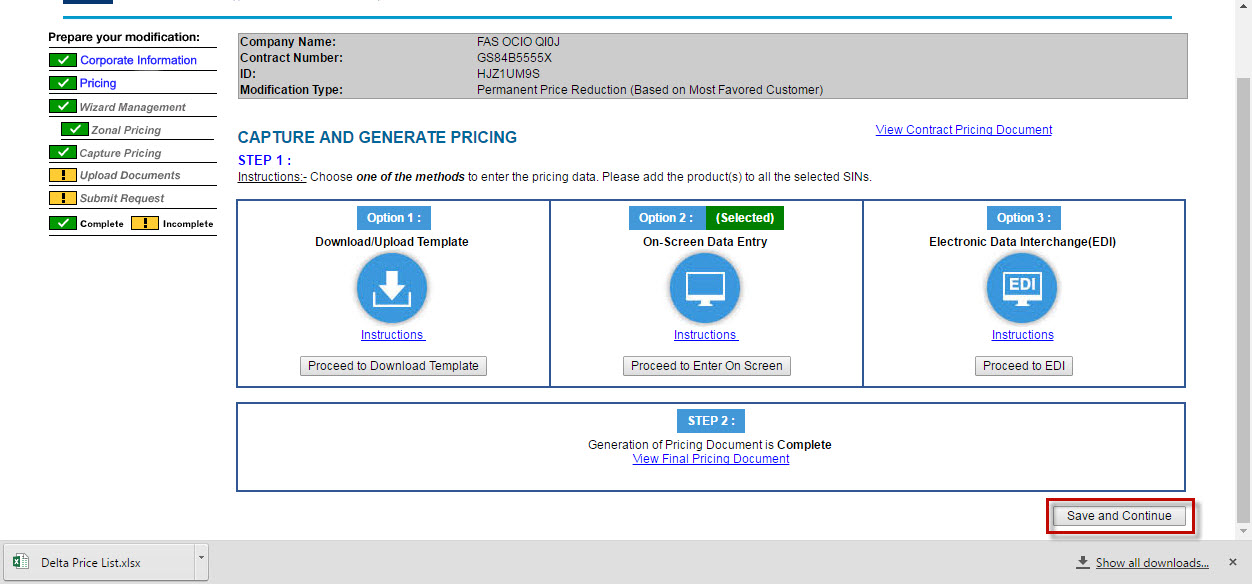 Prepare your modification:
Corporate Information
Pricing
Wizard Management
Zonal Pricing
Capture Pricing
! Upload Documents
! Submit Request
Complete ! Incomplete
Company Name: FAS OCIO QI0J
Contract Number: GS84B5555X
ID: HJZ1UM9S
Modification Type: Permanent Price Reduction (Based on Most Favored Customer)
View Contract Pricing Document
CAPTURE AND GENERATE PRICING
STEP 1 :
Instructions:- Choose one of the methods to enter the pricing data. Please add the product(s) to all the selected SINs.
Option 1 :
Download/Upload Template
Instructions
Proceed to Download Template
Option 2 : (Selected)
On-Screen Data Entry
Instructions
Proceed to Enter On Screen
Option 3 :
Electronic Data Interchange(EDI)
EDI
Instructions
Proceed to EDI
STEP 2 :
Generation of Pricing Document is Complete
View Final Pricing Document
Save and Continue
Delta Price List.xlsx
Show all downloads...